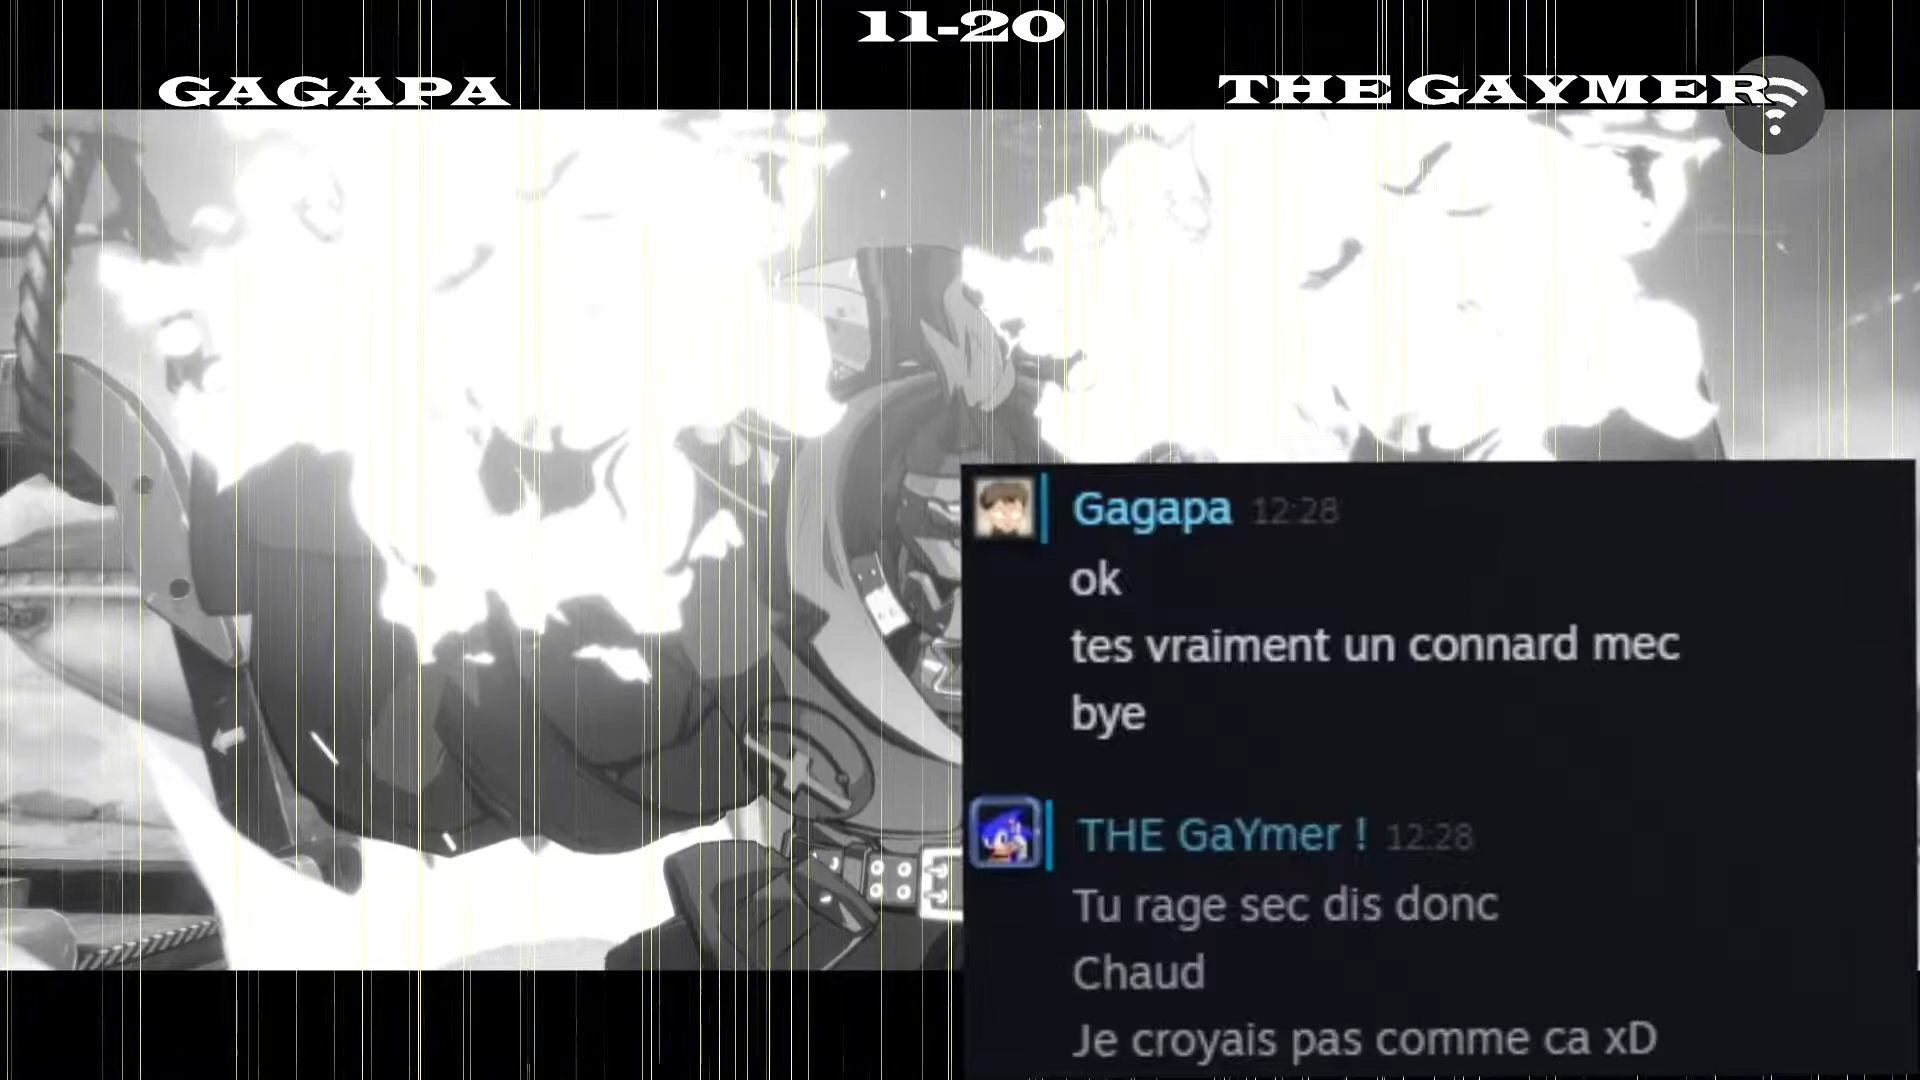 11-20
GAGAPA
THE GAYMER
Gagapa 12:28
ok
tes vraiment un connard mec
bye
THE GaYmer ! 12:28
Tu rage sec dis donc
Chaud
Je croyais pas comme ca xD